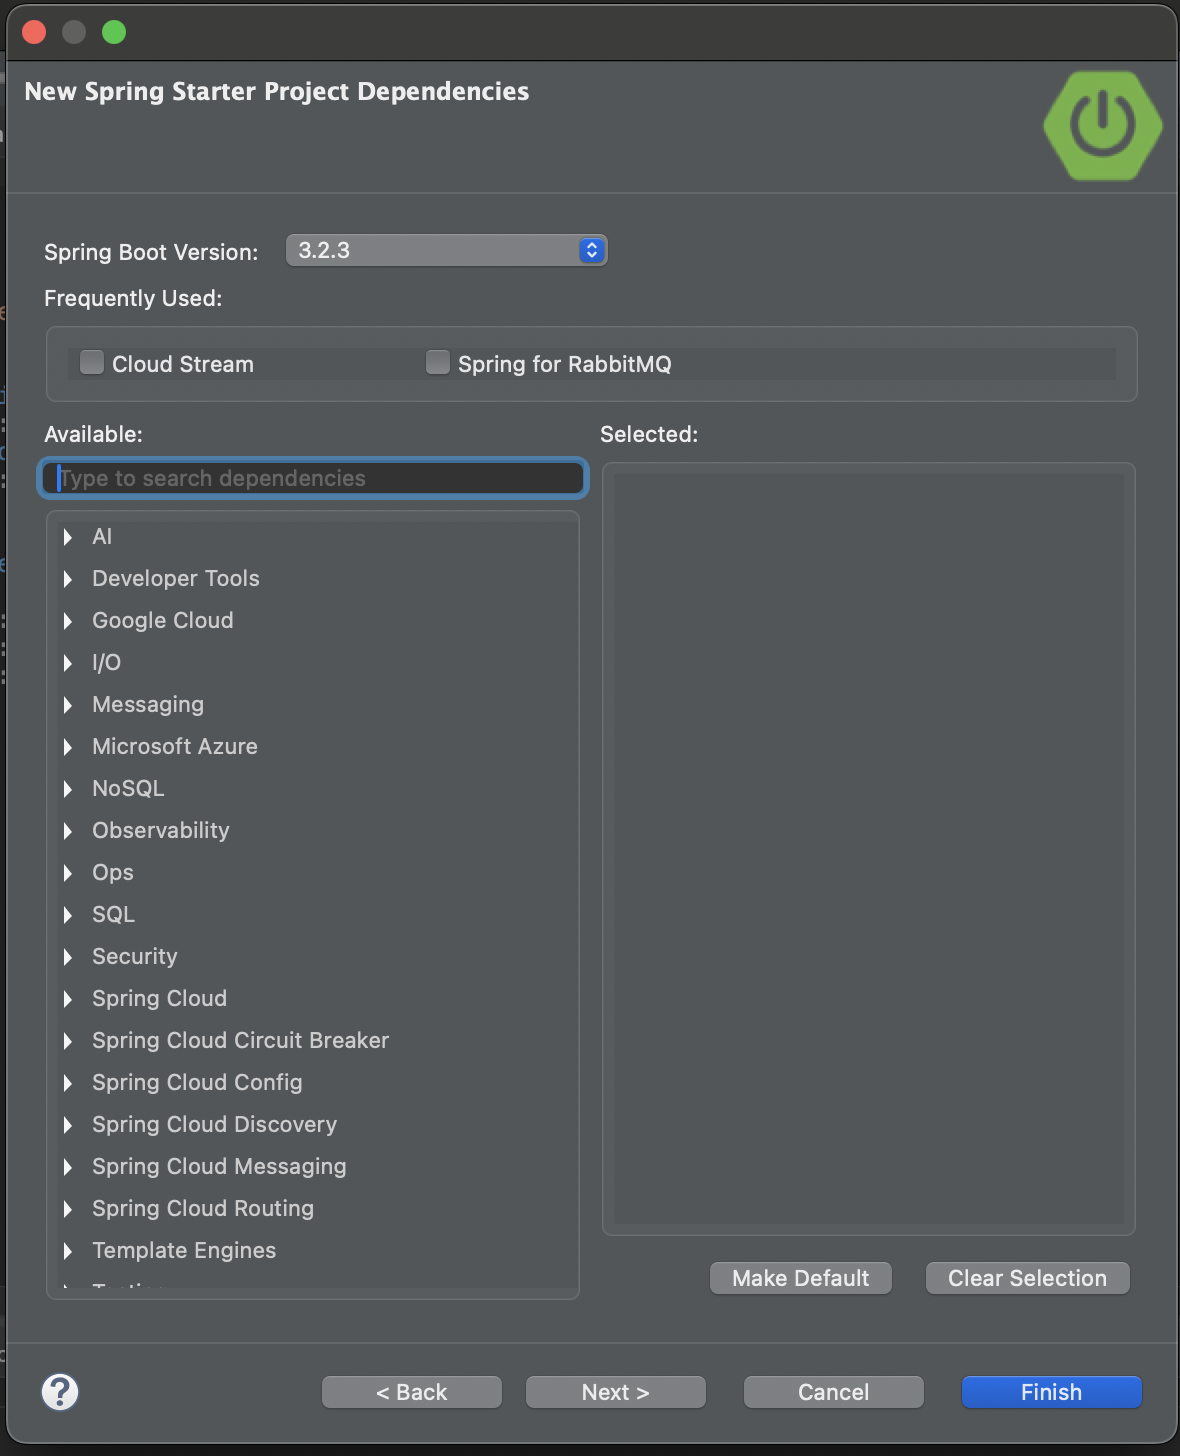 New Spring Starter Project Dependencies
Spring Boot Version: 3.2.3
Frequently Used:
Cloud Stream Spring for RabbitMQ
Available: Selected:
Type to search dependencies
AI
Developer Tools
Google Cloud
I/O
Messaging
Microsoft Azure
NoSQL
Observability
Ops
SQL
Security
Spring Cloud
Spring Cloud Circuit Breaker
Spring Cloud Config
Spring Cloud Discovery
Spring Cloud Messaging
Spring Cloud Routing
Template Engines
Make Default Clear Selection
? < Back Next > Cancel Finish